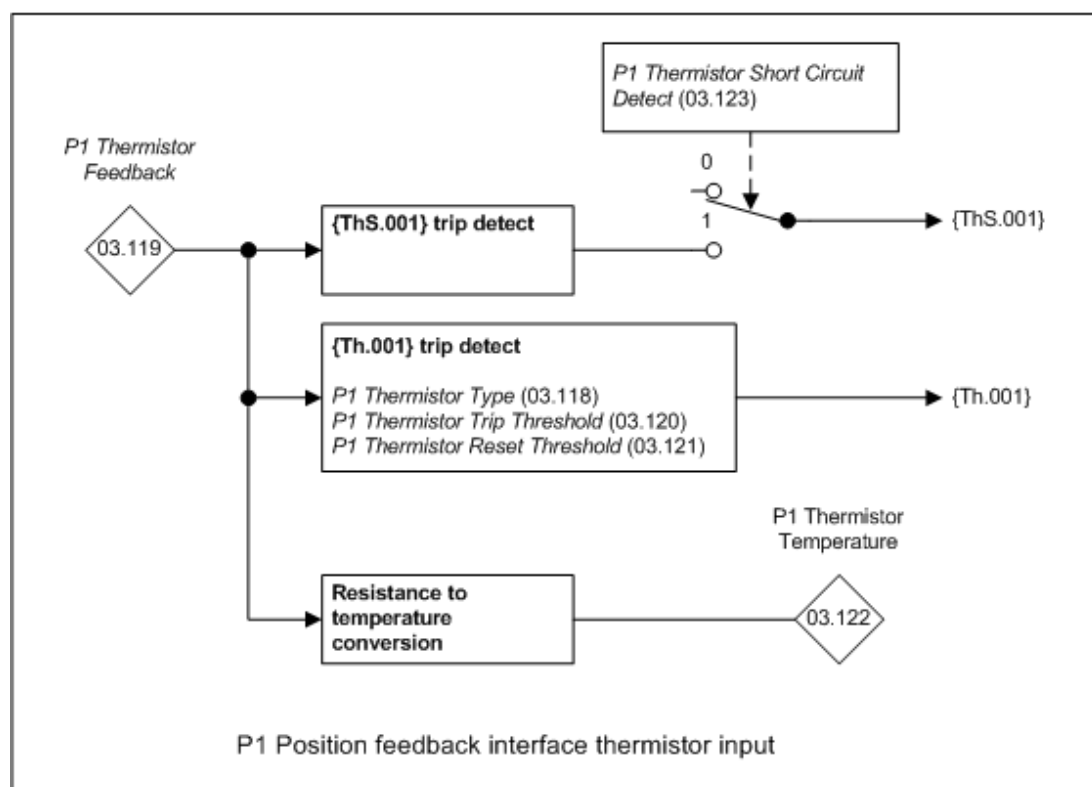 P1 Thermistor Short Circuit
Detect (03.123)
P1 Thermistor
Feedback
0
03.119
{ThS.001} trip detect
1
{ThS.001}
{Th.001} trip detect
P1 Thermistor Type (03.118)
P1 Thermistor Trip Threshold (03.120)
P1 Thermistor Reset Threshold (03.121)
{Th.001}
P1 Thermistor
Temperature
Resistance to
temperature
conversion
03.122
P1 Position feedback interface thermistor input